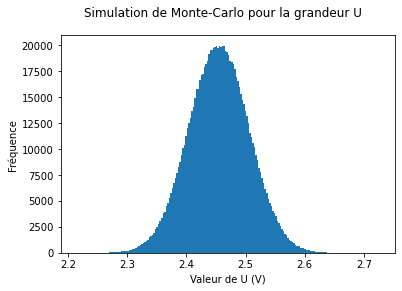 Simulation de Monte-Carlo pour la grandeur U
20000
17500
15000
12500
10000
7500
5000
2500
0
Fréquence
2.2 2.3 2.4 2.5 2.6 2.7
Valeur de U (V)